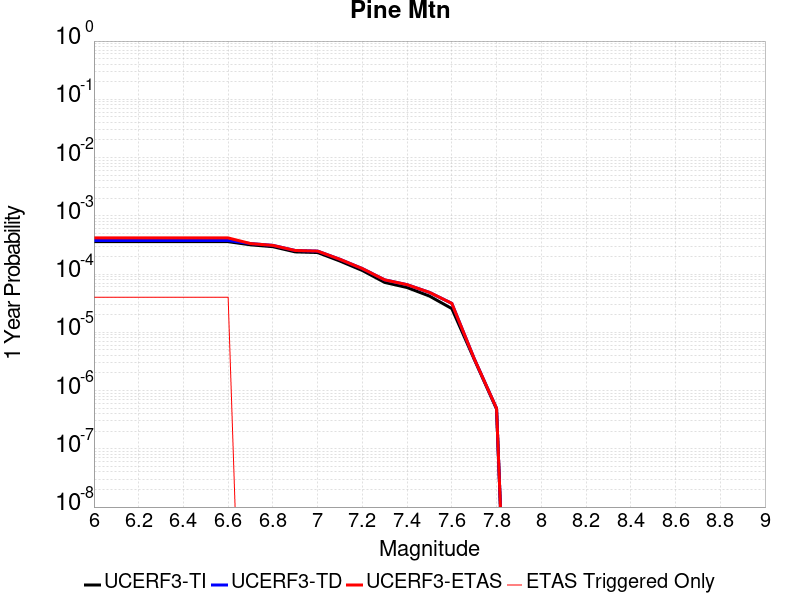 Pine Mtn
10^0
10^-1
10^-2
10^-3
10^-4
10^-5
10^-6
10^-7
10^-8
1 Year Probability
6 6.2 6.4 6.6 6.8 7 7.2 7.4 7.6 7.8 8 8.2 8.4 8.6 8.8 9
Magnitude
UCERF3-TI UCERF3-TD UCERF3-ETAS ETAS Triggered Only